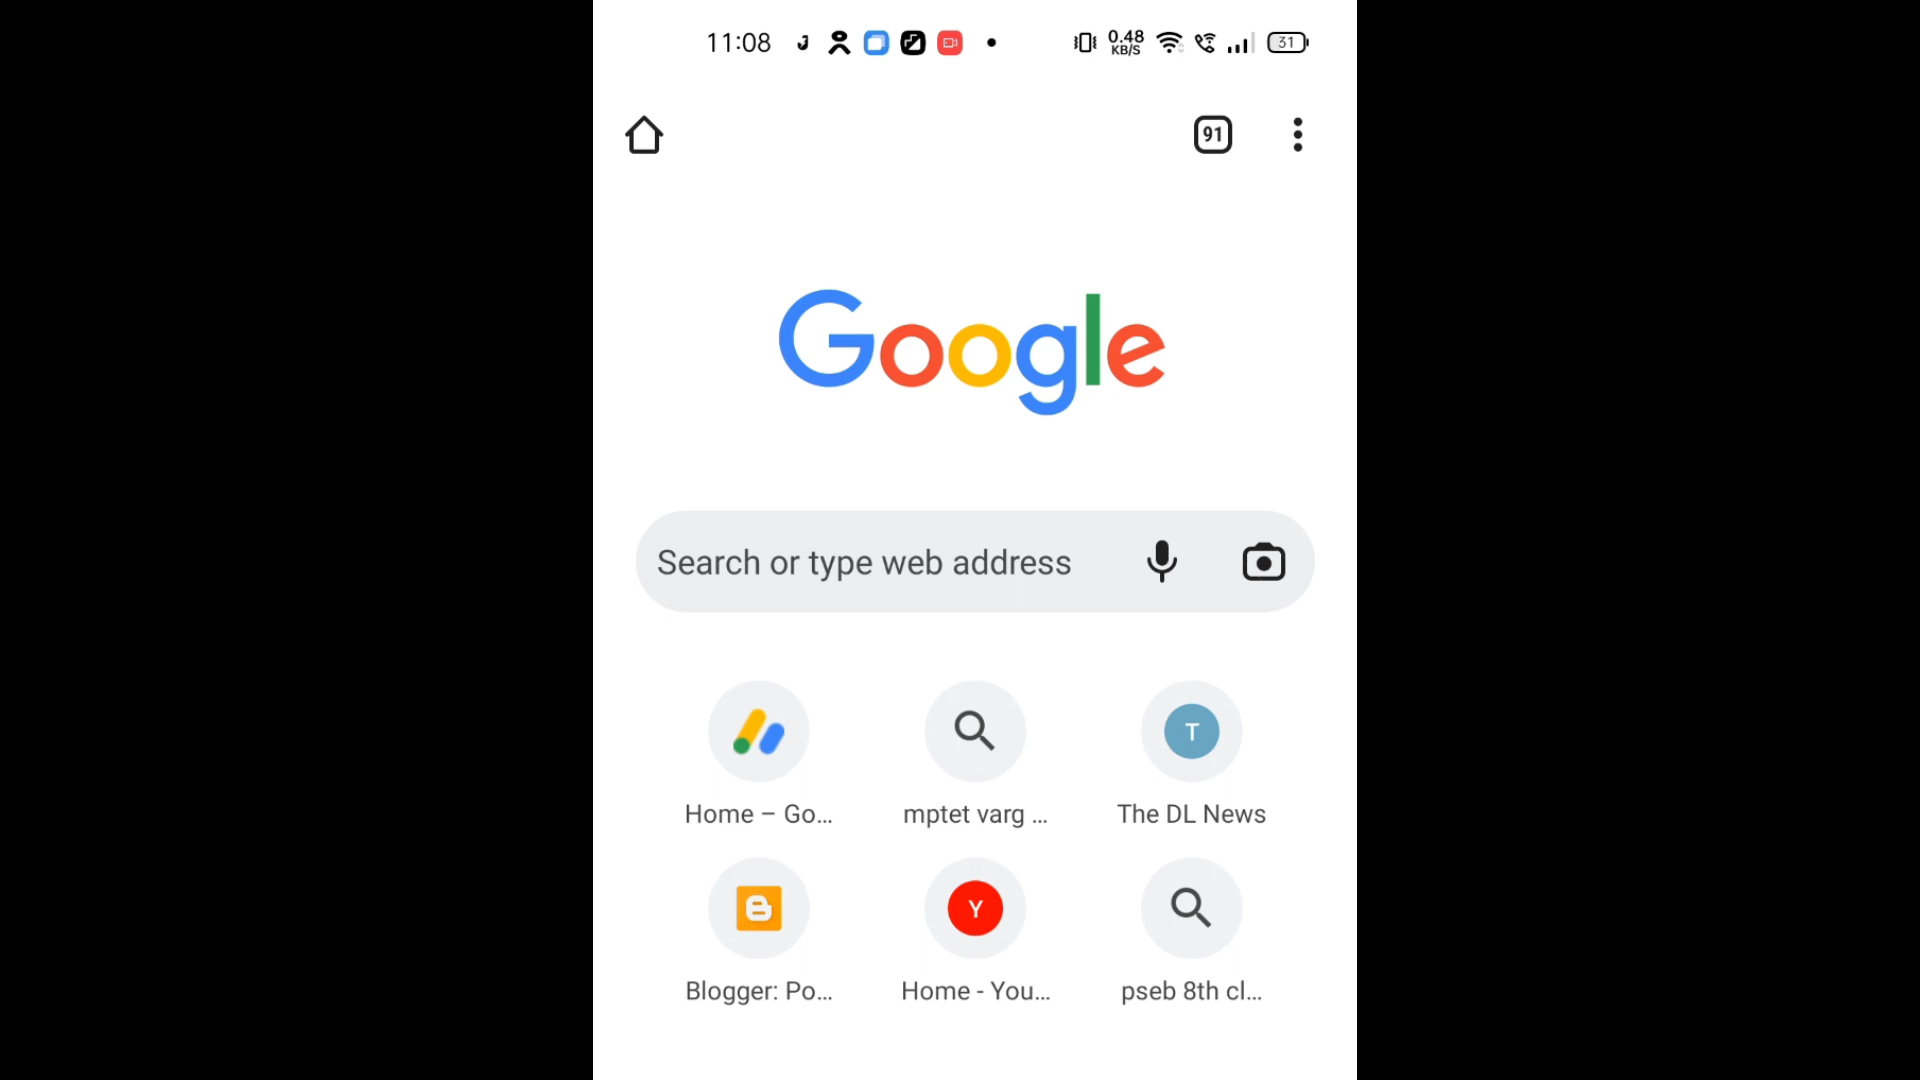 11:08 0.48 KB/S 31
91
Google
Search or type web address
T
Home – Go... mptet varg ... The DL News
Y
Blogger: Po... Home - You... pseb 8th cl...